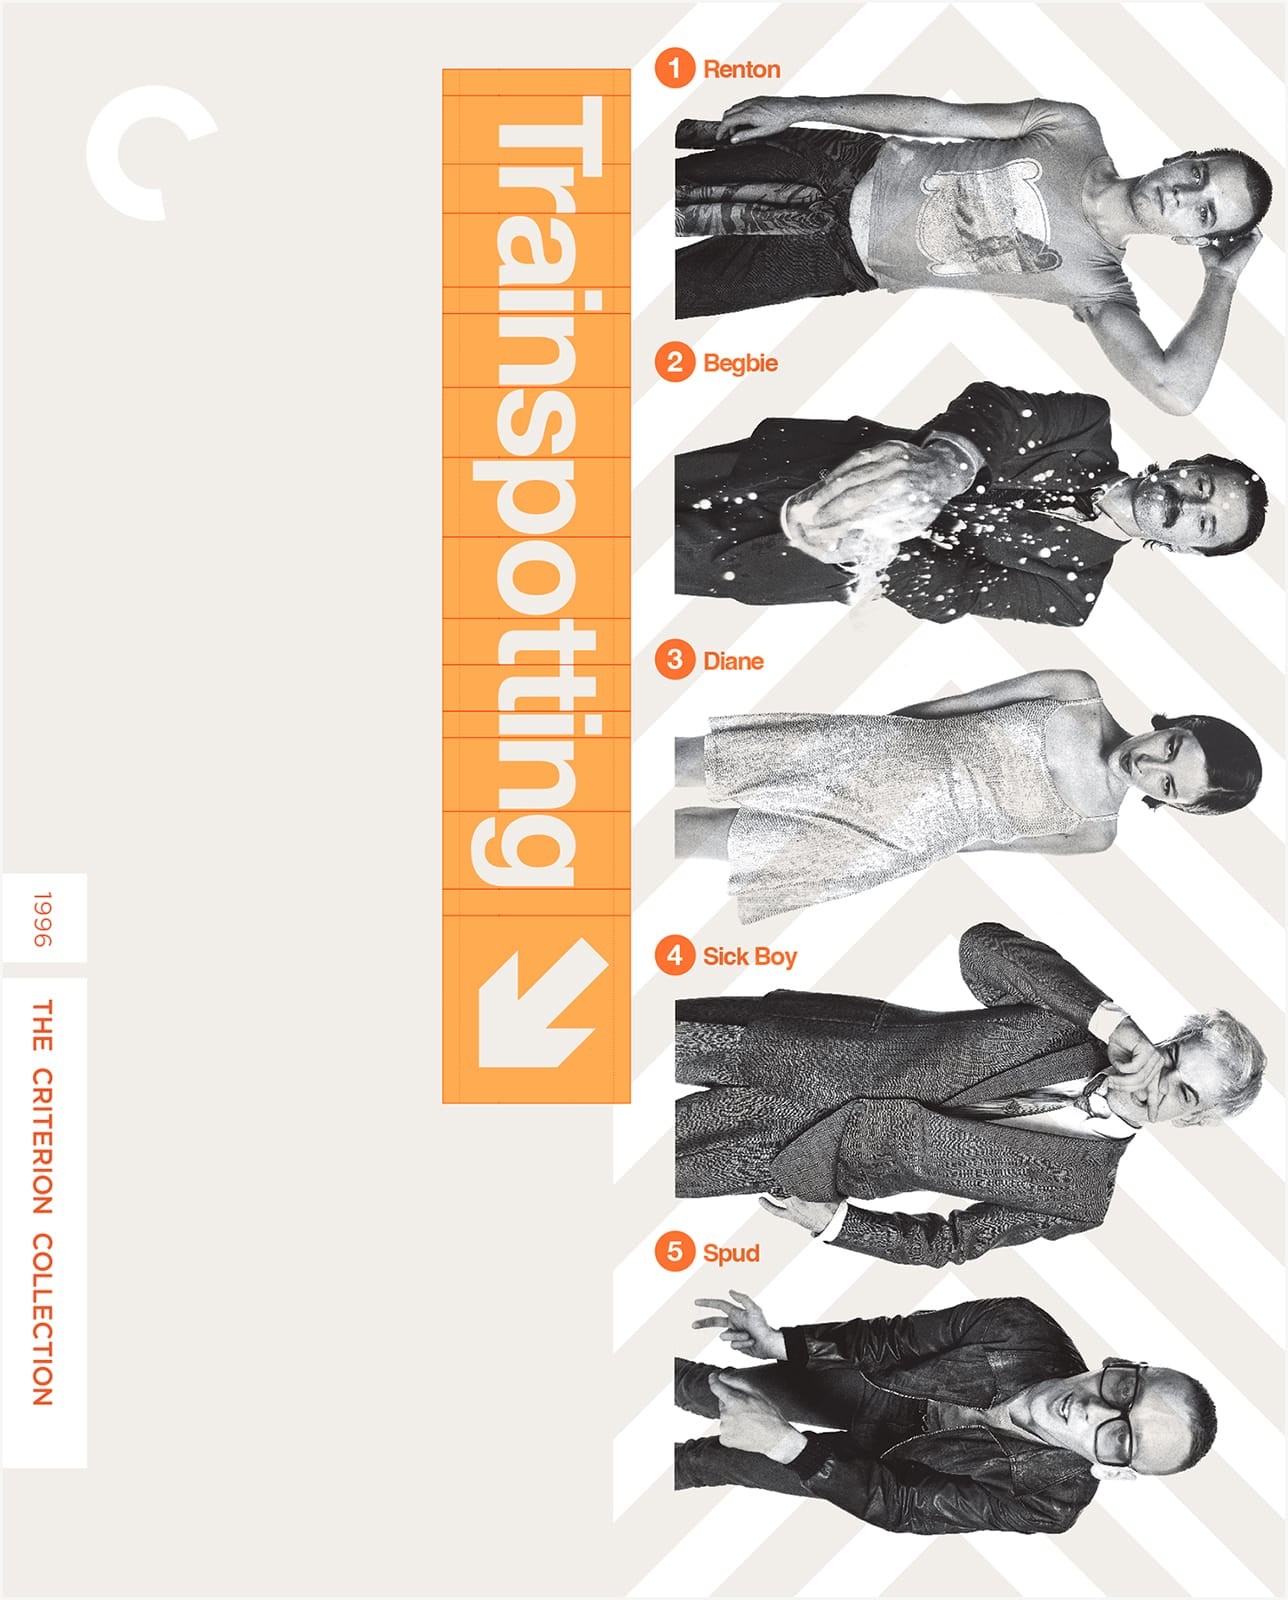 1 Renton
2 Begbie
3 Diane
4 Sick Boy
5 Spud
Trainspotting
1996
THE CRITERION COLLECTION